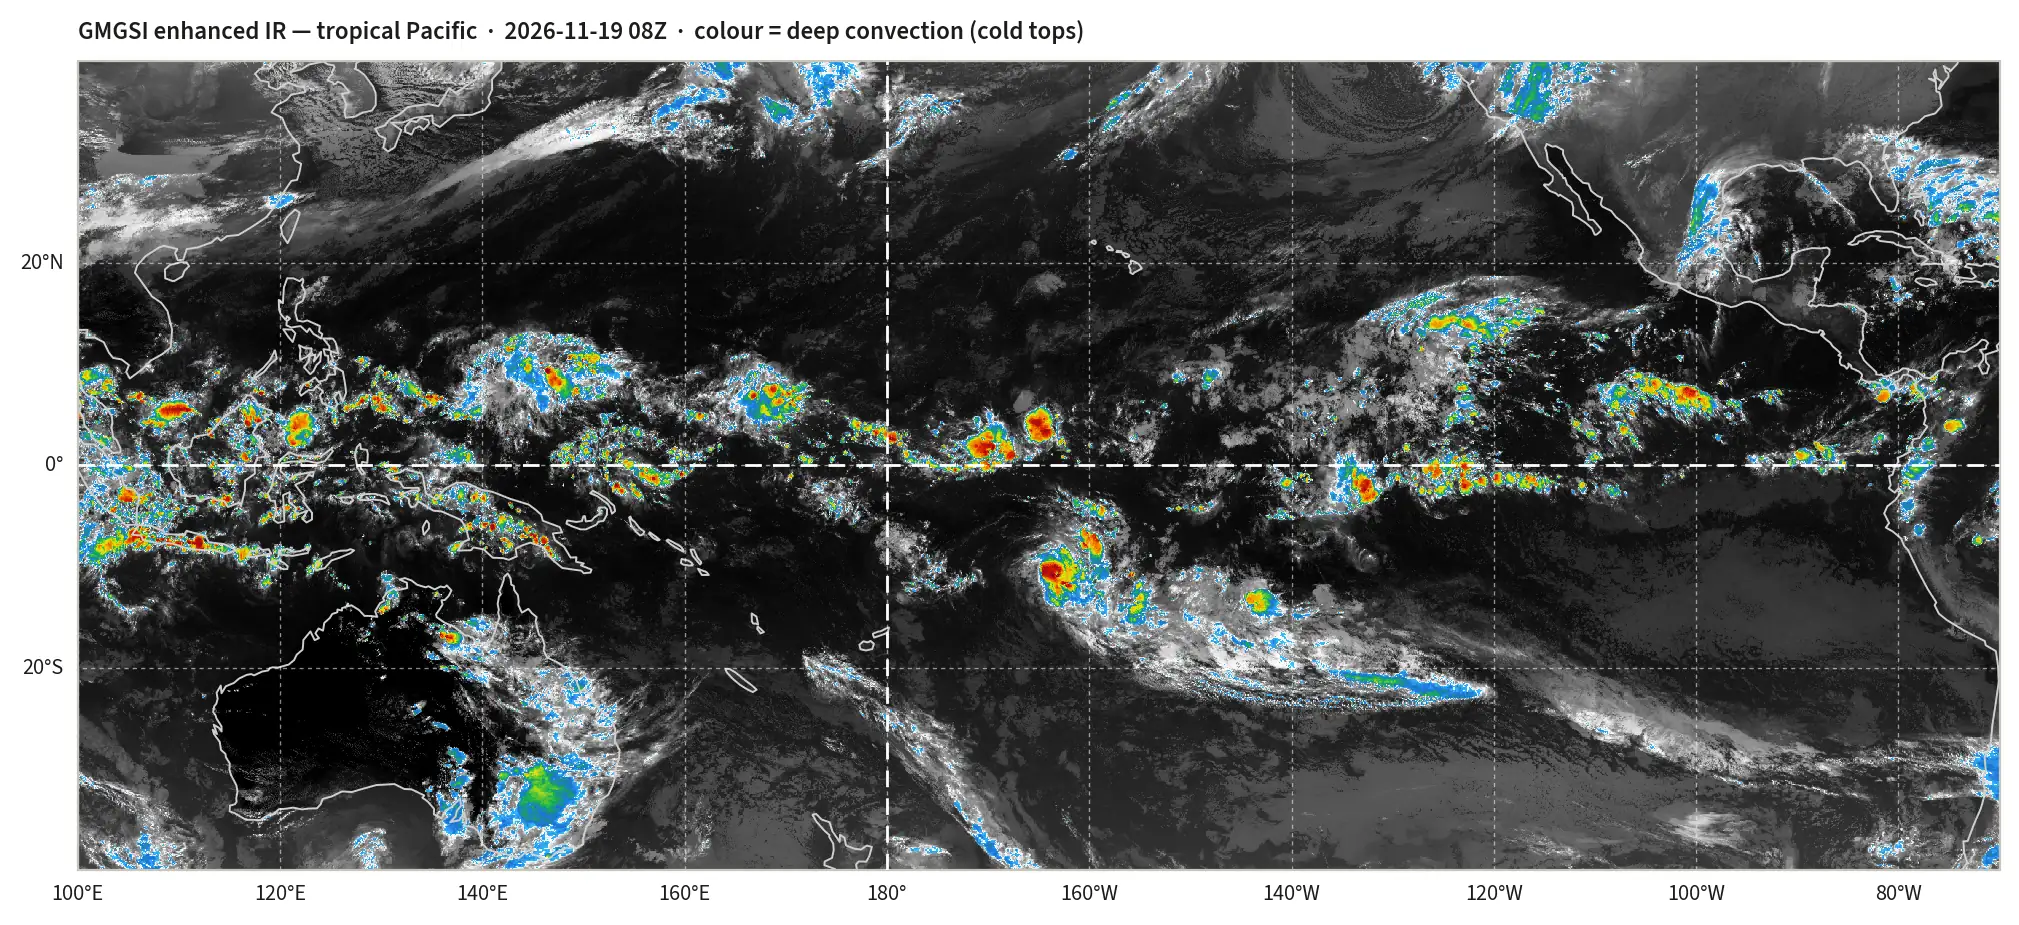 GMGSI enhanced IR — tropical Pacific · 2026-11-19 08Z · colour = deep convection (cold tops)
20°N
0°
20°S
100°E 120°E 140°E 160°E 180° 160°W 140°W 120°W 100°W 80°W